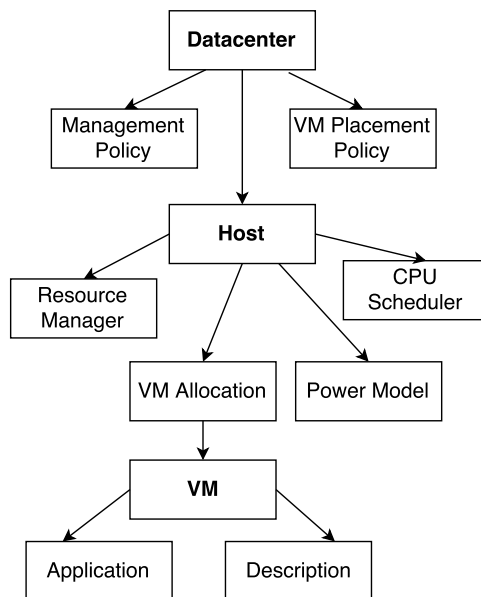 Datacenter
Management
Policy
VM Placement
Policy
Host
Resource
Manager
CPU
Scheduler
VM Allocation
Power Model
VM
Application
Description